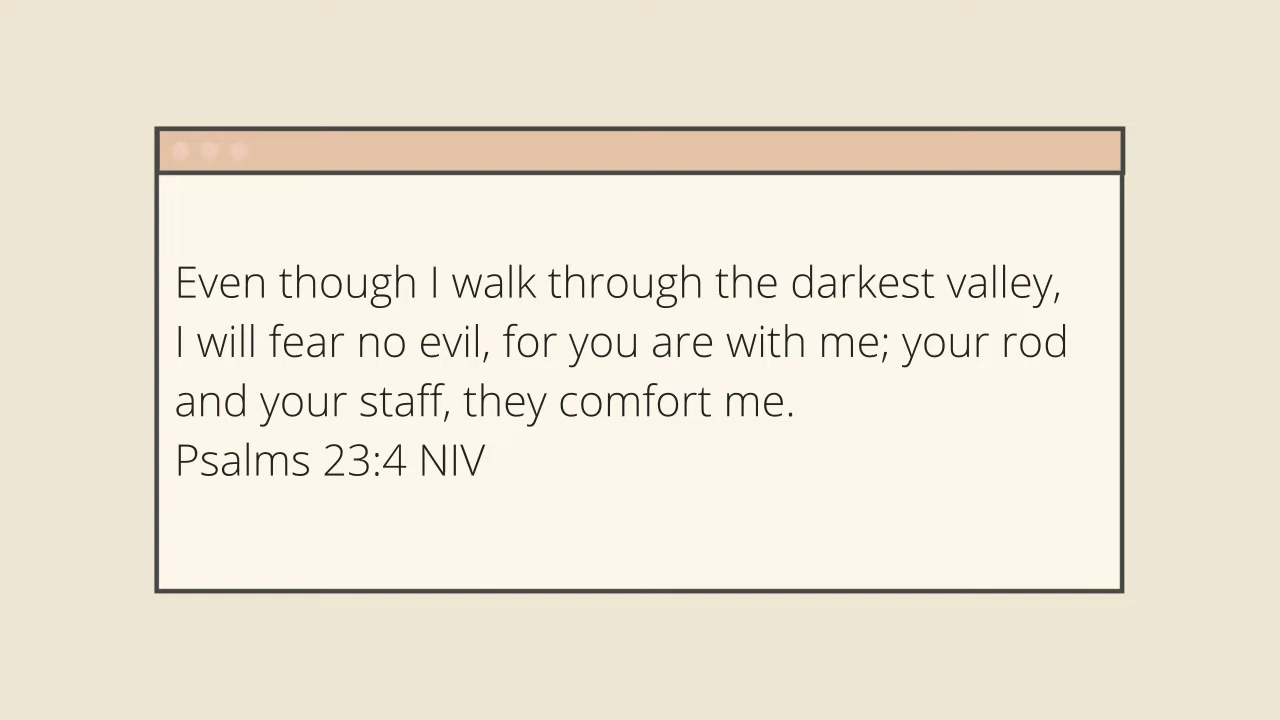 Even though I walk through the darkest valley,
I will fear no evil, for you are with me; your rod
and your staff, they comfort me.
Psalms 23:4 NIV